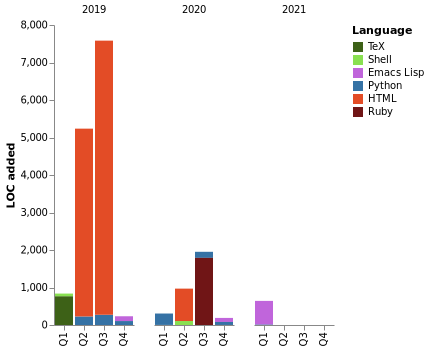 2019 2020 2021
Language
TeX
Shell
Emacs Lisp
Python
HTML
Ruby
LOC added
8,000
7,000
6,000
5,000
4,000
3,000
2,000
1,000
0
Q1 Q2 Q3 Q4 Q1 Q2 Q3 Q4 Q1 Q2 Q3 Q4